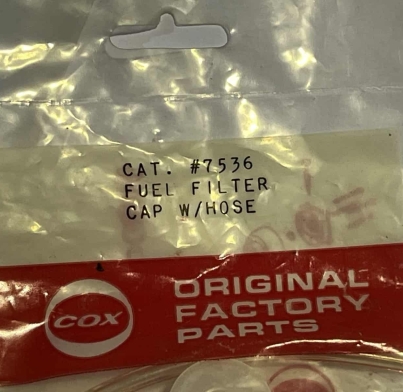 CAT. #7536
FUEL FILTER
CAP W/HOSE
COX
ORIGINAL
FACTORY
PARTS